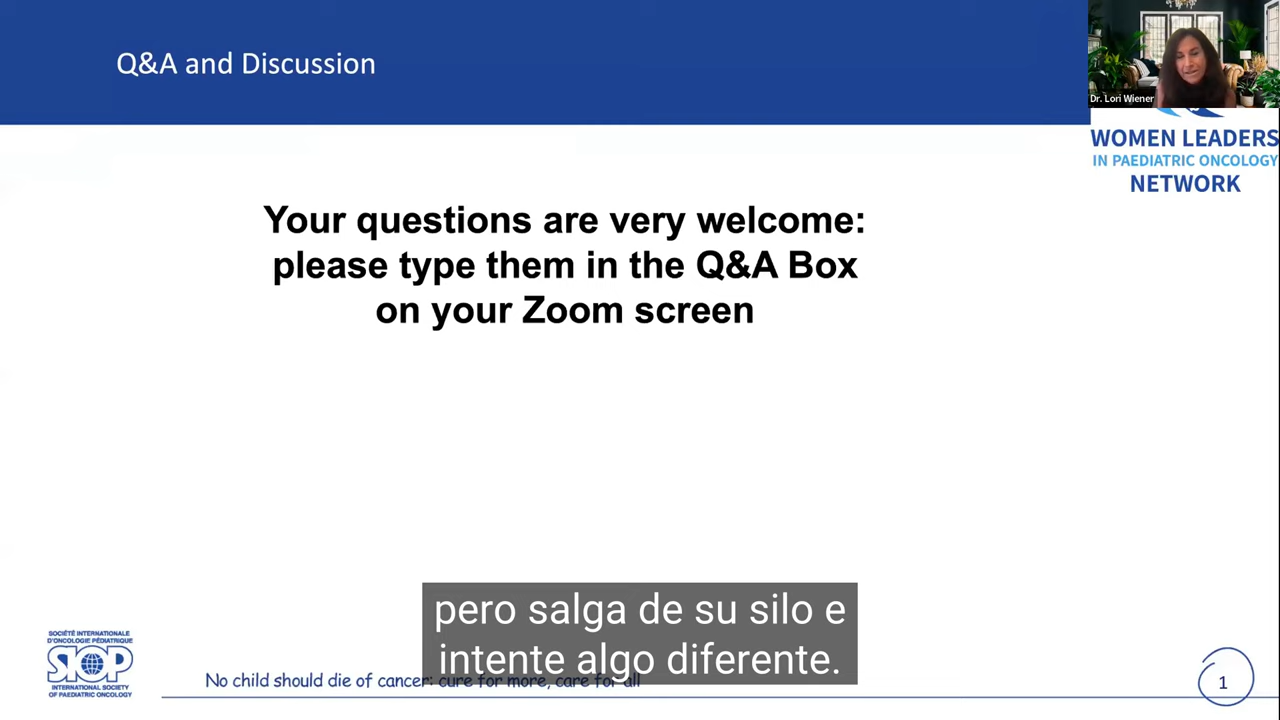 Q&A and Discussion
Dr. Lori Wiener
WOMEN LEADERS
IN PAEDIATRIC ONCOLOGY
NETWORK
Your questions are very welcome:
please type them in the Q&A Box
on your Zoom screen
pero salga de su silo e
intente algo diferente.
SOCIÉTÉ INTERNATIONALE
D'ONCOLOGIE PÉDIATRIQUE
SIOP
INTERNATIONAL SOCIETY
OF PAEDIATRIC ONCOLOGY
No child should die of cancer: cure for more, care for all
1